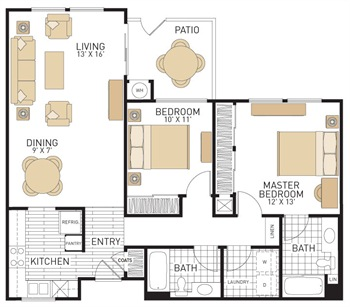 LIVING
13' X 16'
PATIO
WH
BEDROOM
10' X 11'
DINING
9' X 7'
MASTER
BEDROOM
12' X 13'
REFRIG.
PANTRY
ENTRY
LINEN
KITCHEN
COATS
BATH
LAUNDRY
W
D
BATH
LIN